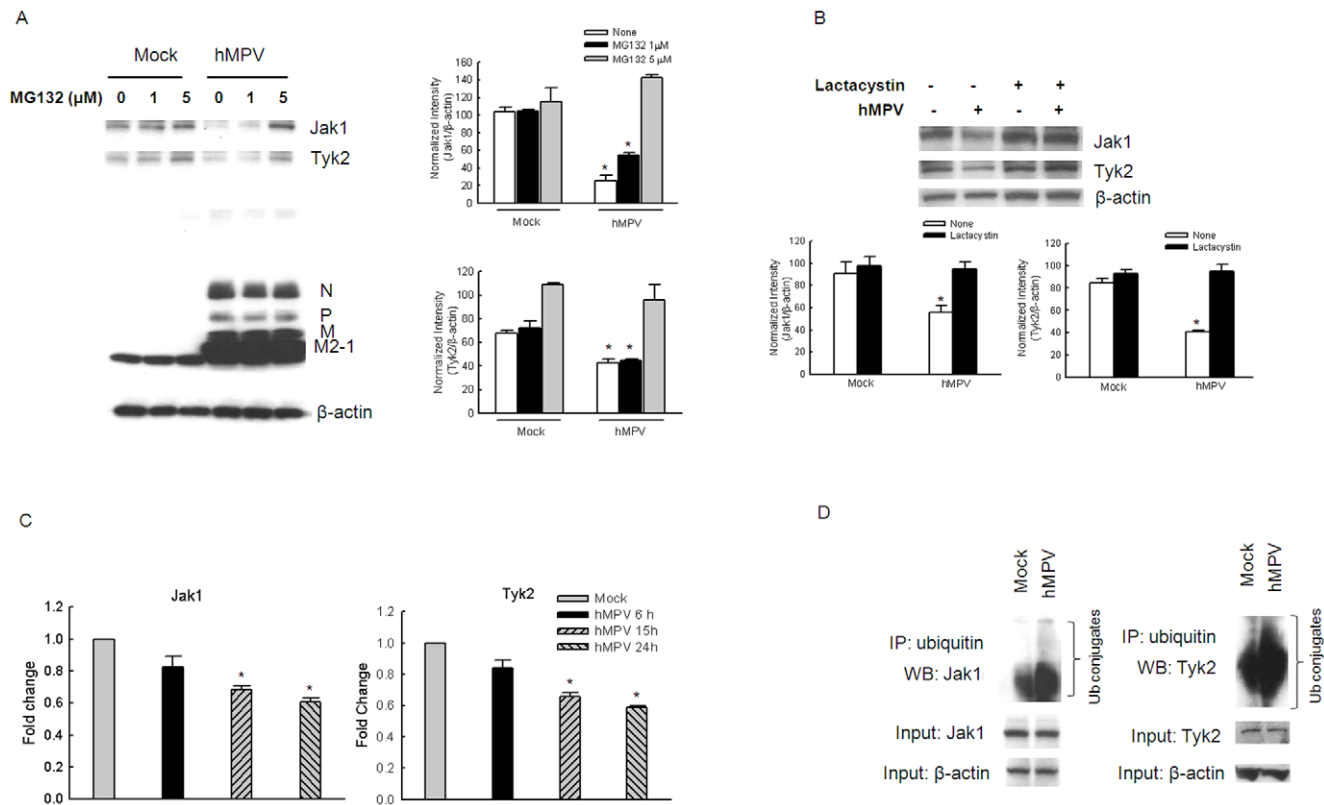 A
Mock hMPV
MG132 (µM) 0 1 5 0 1 5
Jak1
Tyk2
N
P
M
M2-1
β-actin
None
MG132 1µM
MG132 5 µM
Normalized Intensity
(Jak1/β-actin)
160
140
120
100
80
60
40
20
0
* *
Mock hMPV
Normalized Intensity
(Tyk2/β-actin)
120
100
80
60
40
20
0
* *
Mock hMPV
B
Lactacystin - - + +
hMPV - + - +
Jak1
Tyk2
β-actin
None
Lactacystin
Normalized Intensity
(Jak1/β-actin)
120
100
80
60
40
20
0
*
Mock hMPV
None
Lactacystin
Normalized Intensity
(Tyk2/β-actin)
120
100
80
60
40
20
0
*
Mock hMPV
C
Jak1
Fold change
1.2
1.0
0.8
0.6
0.4
0.2
0.0
* *
Tyk2
Fold Change
1.2
1.0
0.8
0.6
0.4
0.2
0.0
* *
Mock
hMPV 6 h
hMPV 15h
hMPV 24h
D
Mock
hMPV
IP: ubiquitin
WB: Jak1
Ub conjugates
Input: Jak1
Input: β-actin
Mock
hMPV
IP: ubiquitin
WB: Tyk2
Ub conjugates
Input: Tyk2
Input: β-actin